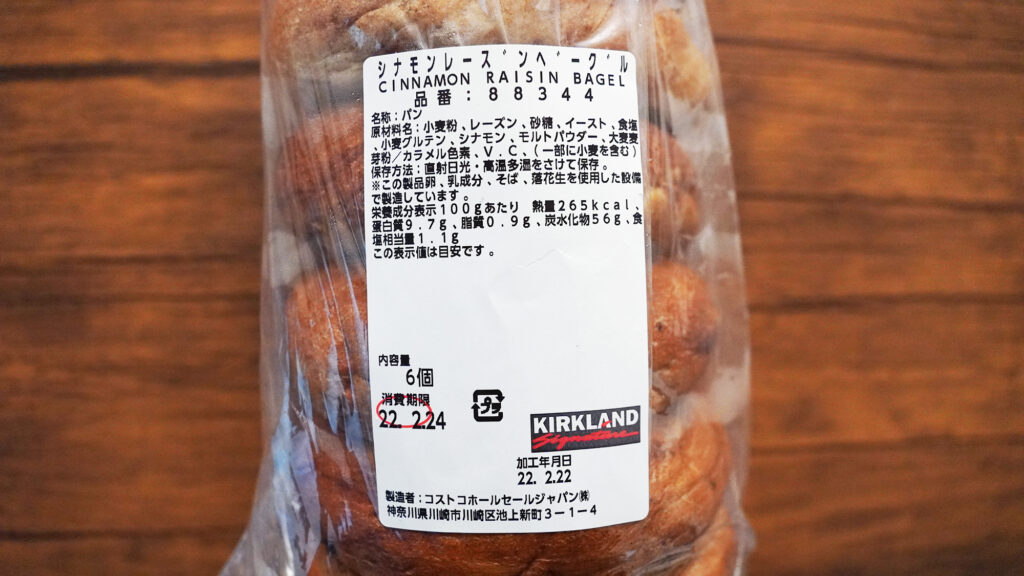 シナモンレーズンベーグル
CINNAMON RAISIN BAGEL
品番:88344
名称:パン
原材料名:小麦粉、レーズン、砂糖、イースト、食塩
、小麦グルテン、シナモン、モルトパウダー、大麦麦
芽粉/カラメル色素、V.C.、(一部に小麦を含む)
保存方法:直射日光・高温多湿をさけて保存。
※この製品卵、乳成分、そば、落花生を使用した設備
で製造しています。
栄養成分表示100gあたり 熱量265kcal、
蛋白質9.7g、脂質0.9g、炭水化物56g、食
塩相当量1.1g
この表示値は目安です。
内容量
6個
消費期限
22. 2.24
プラ
KIRKLAND
Signature
加工年月日
22. 2.22
製造者:コストコホールセールジャパン㈱
神奈川県川崎市川崎区池上新町3-1-4